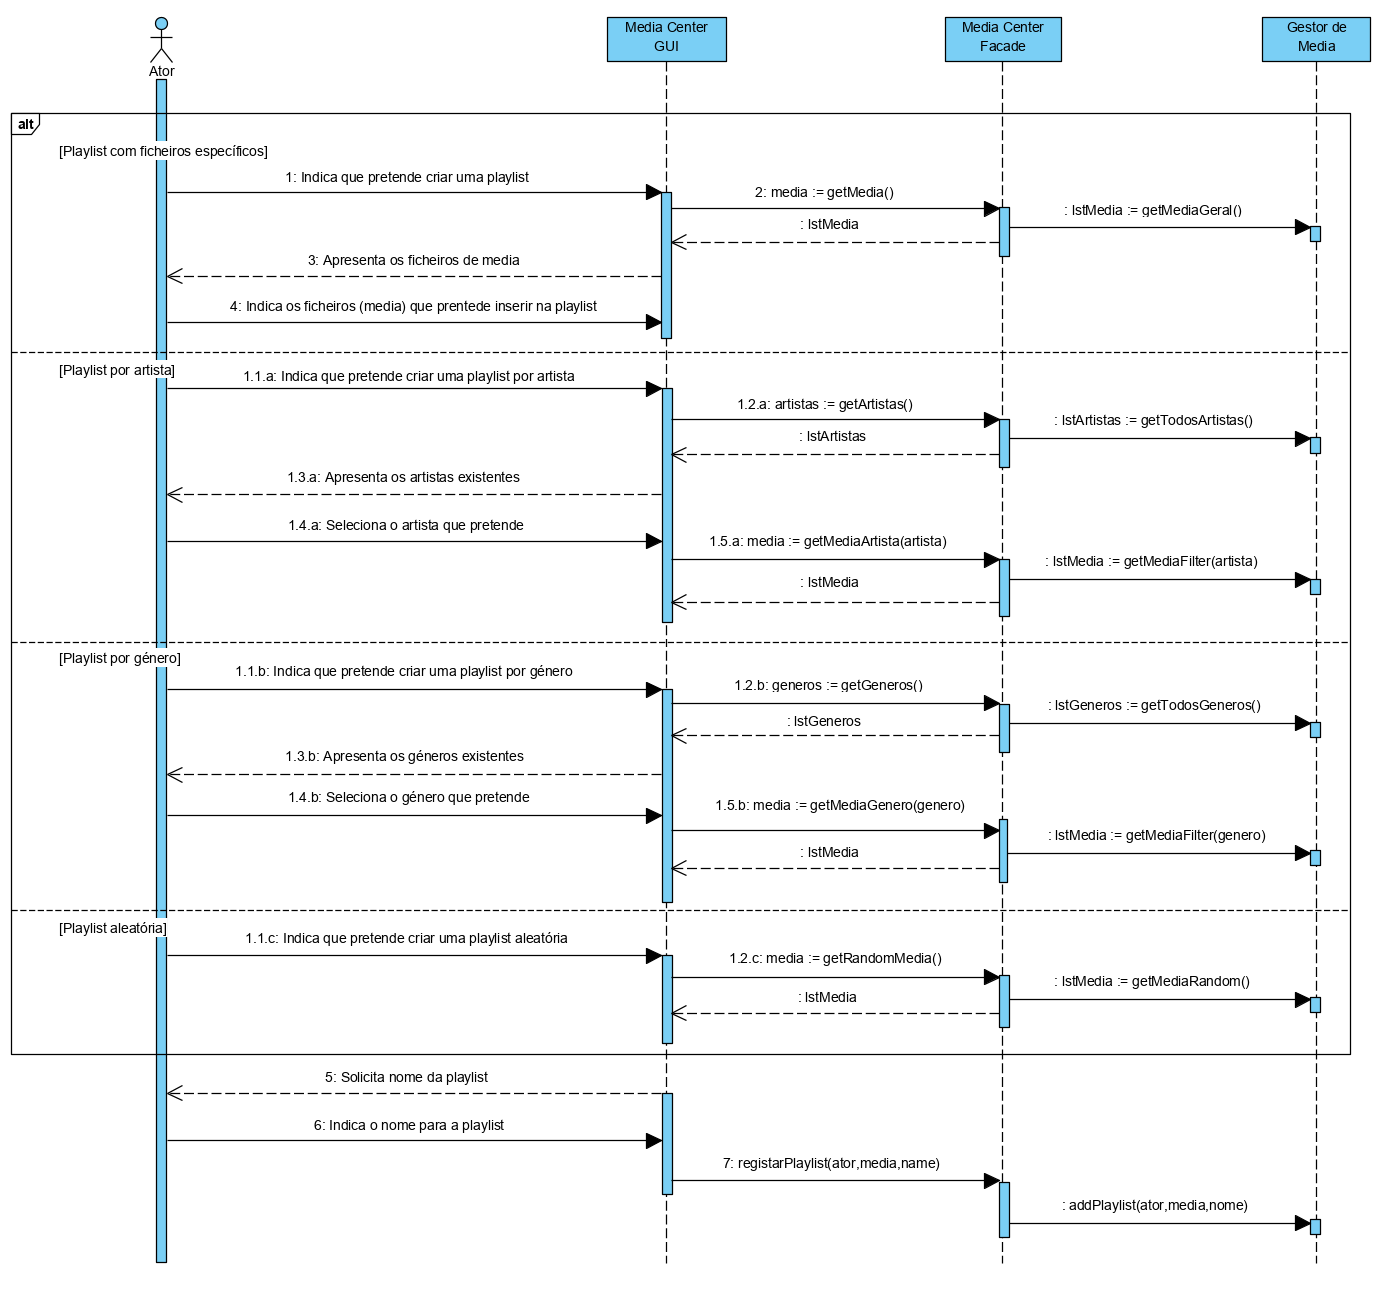 Ator
Media Center
GUI
Media Center
Facade
Gestor de
Media
alt
[Playlist com ficheiros específicos]
1: Indica que pretende criar uma playlist
2: media := getMedia()
: lstMedia := getMediaGeral()
: lstMedia
3: Apresenta os ficheiros de media
4: Indica os ficheiros (media) que prentede inserir na playlist
[Playlist por artista]
1.1.a: Indica que pretende criar uma playlist por artista
1.2.a: artistas := getArtistas()
: lstArtistas := getTodosArtistas()
: lstArtistas
1.3.a: Apresenta os artistas existentes
1.4.a: Seleciona o artista que pretende
1.5.a: media := getMediaArtista(artista)
: lstMedia := getMediaFilter(artista)
: lstMedia
[Playlist por género]
1.1.b: Indica que pretende criar uma playlist por género
1.2.b: generos := getGeneros()
: lstGeneros := getTodosGeneros()
: lstGeneros
1.3.b: Apresenta os géneros existentes
1.4.b: Seleciona o género que pretende
1.5.b: media := getMediaGenero(genero)
: lstMedia := getMediaFilter(genero)
: lstMedia
[Playlist aleatória]
1.1.c: Indica que pretende criar uma playlist aleatória
1.2.c: media := getRandomMedia()
: lstMedia := getMediaRandom()
: lstMedia
5: Solicita nome da playlist
6: Indica o nome para a playlist
7: registarPlaylist(ator,media,name)
: addPlaylist(ator,media,nome)